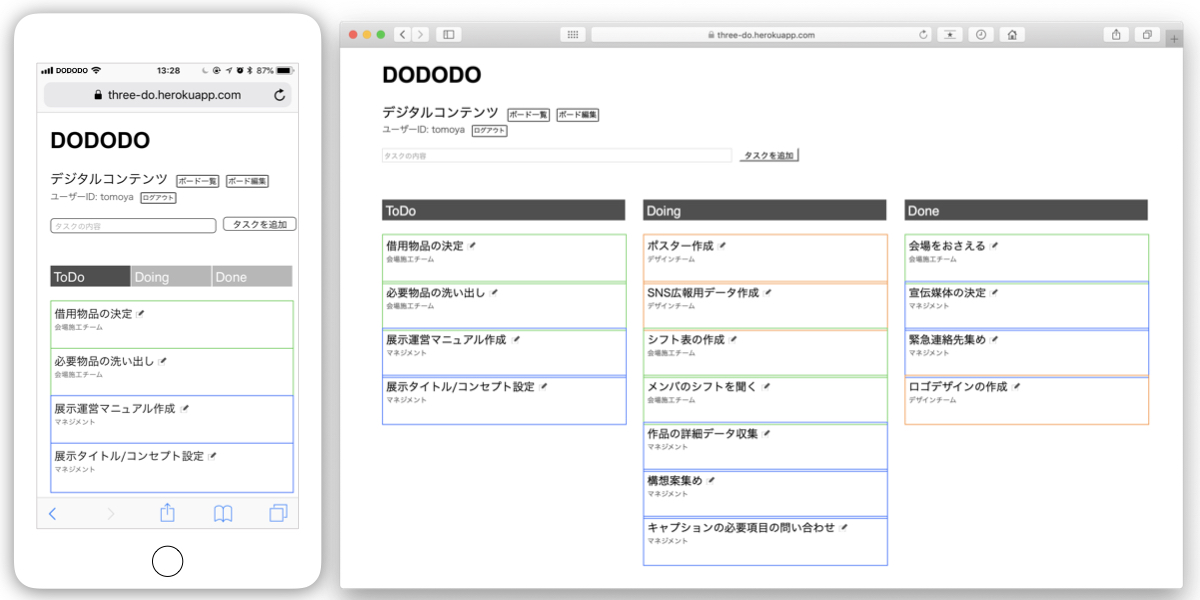 DODODO 13:28 87%
three-do.herokuapp.com
DODODO
デジタルコンテンツ ボード一覧 ボード編集
ユーザーID: tomoya ログアウト
タスクの内容 タスクを追加
ToDo Doing Done
借用物品の決定
会場施工チーム
必要物品の洗い出し
会場施工チーム
展示運営マニュアル作成
マネジメント
展示タイトル/コンセプト設定
マネジメント
three-do.herokuapp.com
DODODO
デジタルコンテンツ ボード一覧 ボード編集
ユーザーID: tomoya ログアウト
タスクの内容 タスクを追加
ToDo
借用物品の決定
会場施工チーム
必要物品の洗い出し
会場施工チーム
展示運営マニュアル作成
マネジメント
展示タイトル/コンセプト設定
マネジメント
Doing
ポスター作成
デザインチーム
SNS広報用データ作成
デザインチーム
シフト表の作成
会場施工チーム
メンバのシフトを聞く
会場施工チーム
作品の詳細データ収集
マネジメント
構想案集め
マネジメント
キャプションの必要項目の問い合わせ
マネジメント
Done
会場をおさえる
会場施工チーム
宣伝媒体の決定
マネジメント
緊急連絡先集め
マネジメント
ロゴデザインの作成
デザインチーム